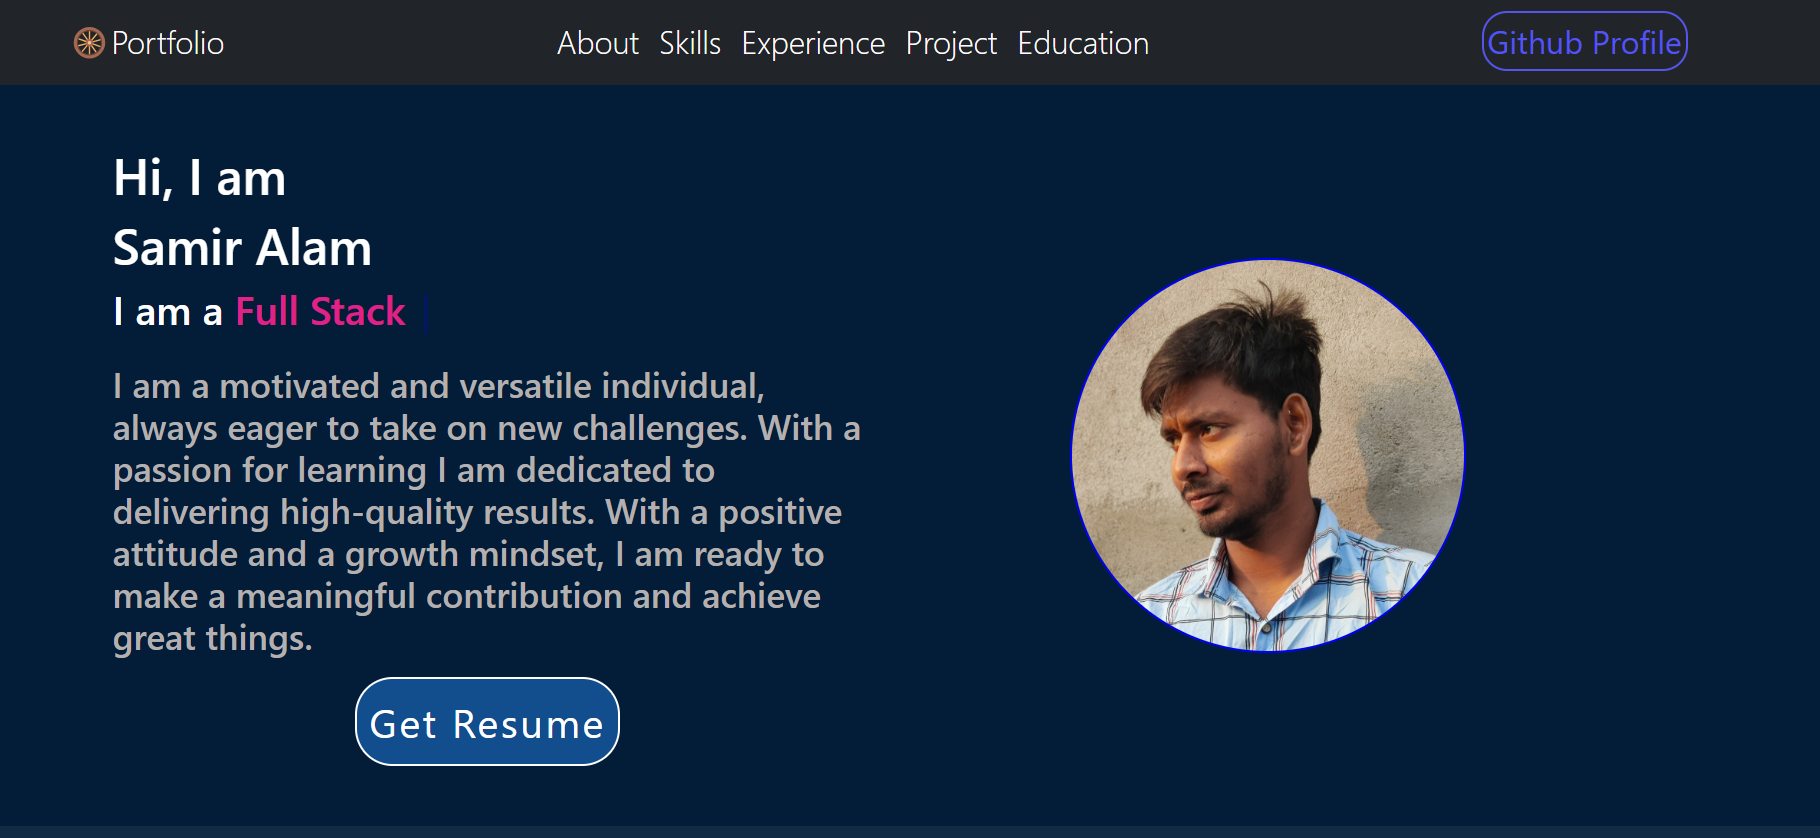 Portfolio
About Skills Experience Project Education
Github Profile
Hi, I am
Samir Alam
I am a Full Stack
I am a motivated and versatile individual,
always eager to take on new challenges. With a
passion for learning I am dedicated to
delivering high-quality results. With a positive
attitude and a growth mindset, I am ready to
make a meaningful contribution and achieve
great things.
Get Resume